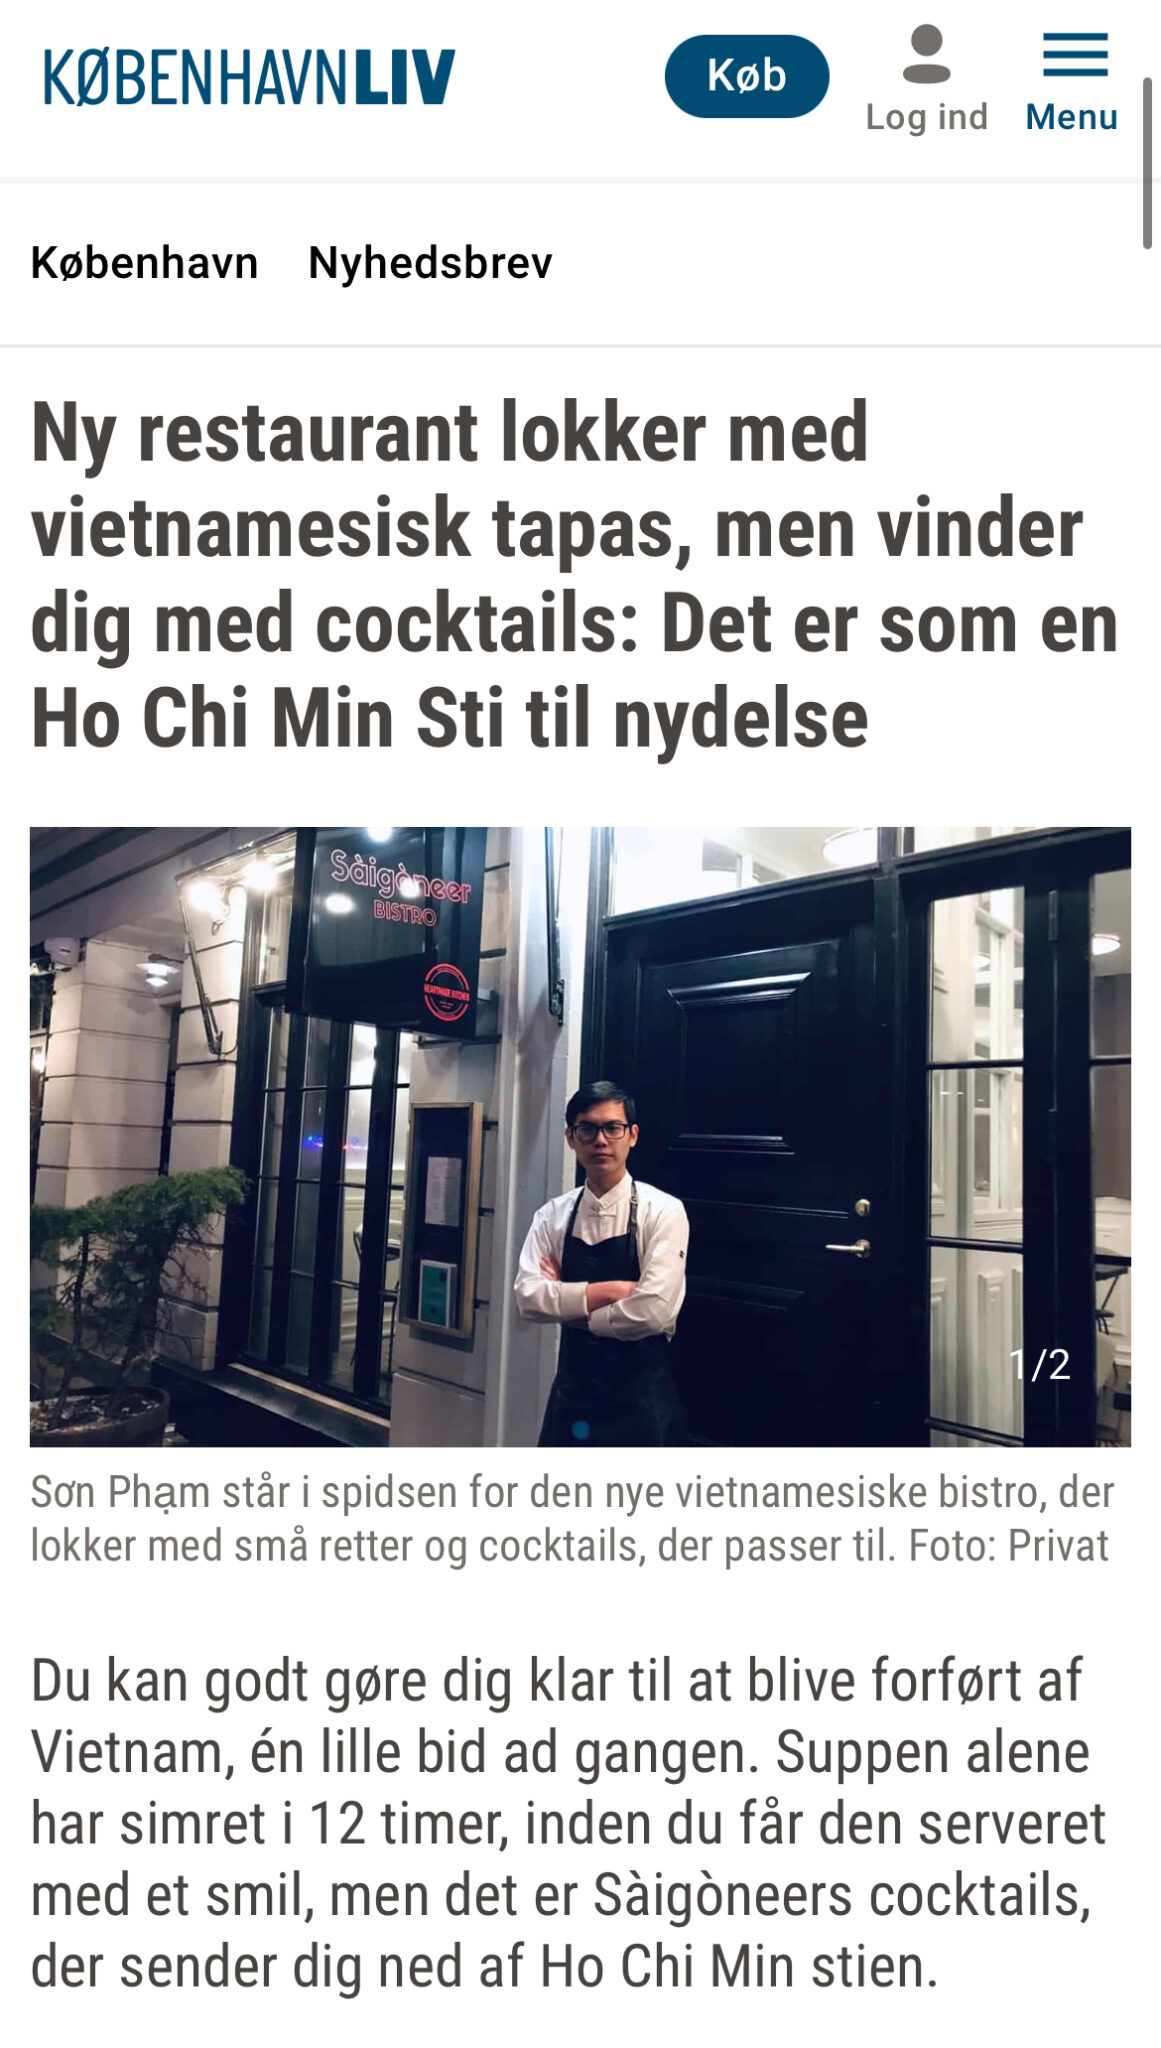 KØBENHAVNLIV
Køb
Log ind
Menu
København Nyhedsbrev
Ny restaurant lokker med
vietnamesisk tapas, men vinder
dig med cocktails: Det er som en
Ho Chi Min Sti til nydelse
Sàigòneer
BISTRO
HEARTMADE KITCHEN
1/2
Sơn Phạm står i spidsen for den nye vietnamesiske bistro, der
lokker med små retter og cocktails, der passer til. Foto: Privat
Du kan godt gøre dig klar til at blive forført af
Vietnam, én lille bid ad gangen. Suppen alene
har simret i 12 timer, inden du får den serveret
med et smil, men det er Sàigòneers cocktails,
der sender dig ned af Ho Chi Min stien.